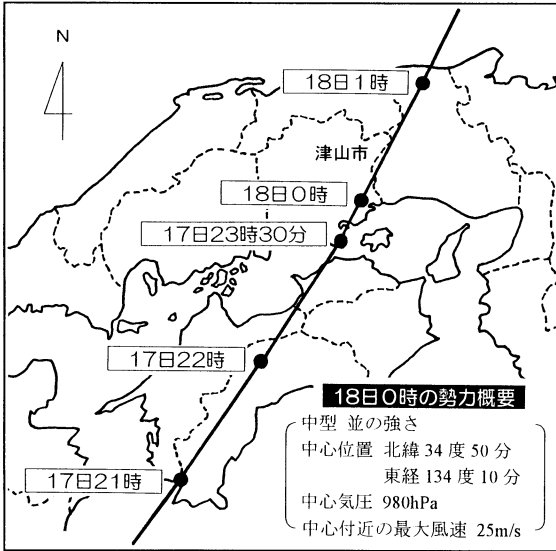 N
18日1時
津山市
18日0時
17日23時30分
17日22時
17日21時
18日0時の勢力概要
中型 並の強さ
中心位置 北緯34度50分
東経134度10分
中心気圧 980hPa
中心付近の最大風速 25m/s